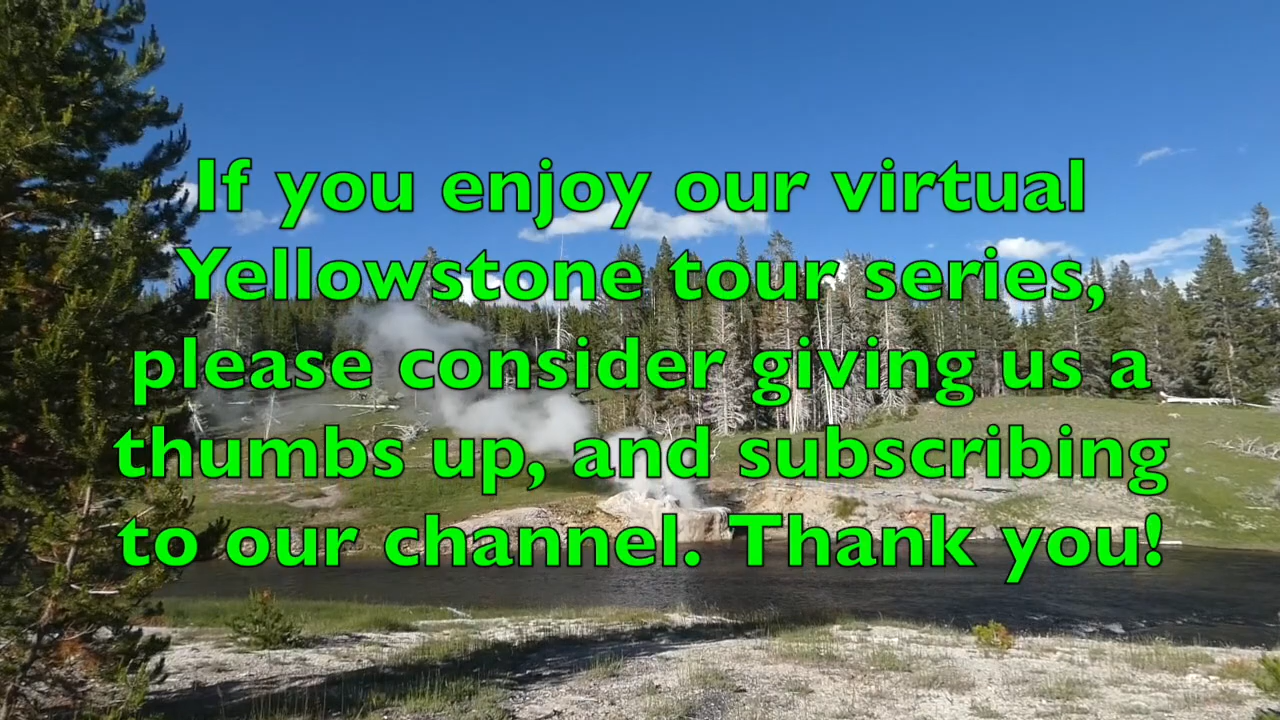 If you enjoy our virtual
Yellowstone tour series,
please consider giving us a
thumbs up, and subscribing
to our channel. Thank you!